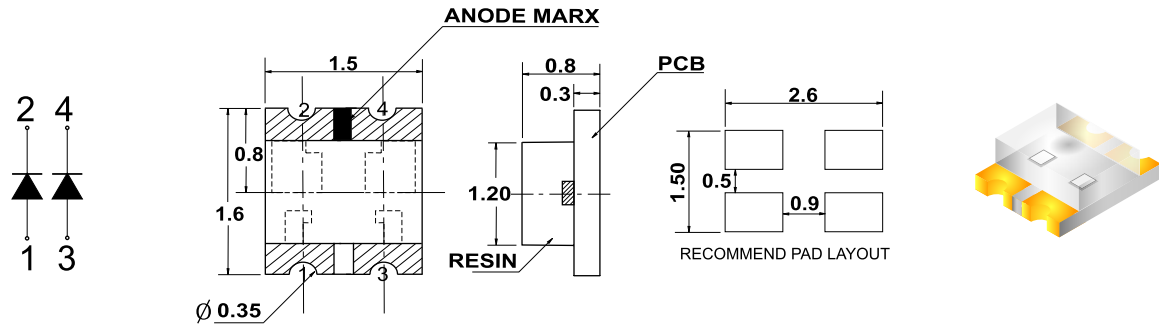 ANODE MARX
2 4
1 3
1.5
2 4
0.8
1.6
1 3
Ø 0.35
0.8
0.3
PCB
1.20
RESIN
2.6
1.50
0.5
0.9
RECOMMEND PAD LAYOUT